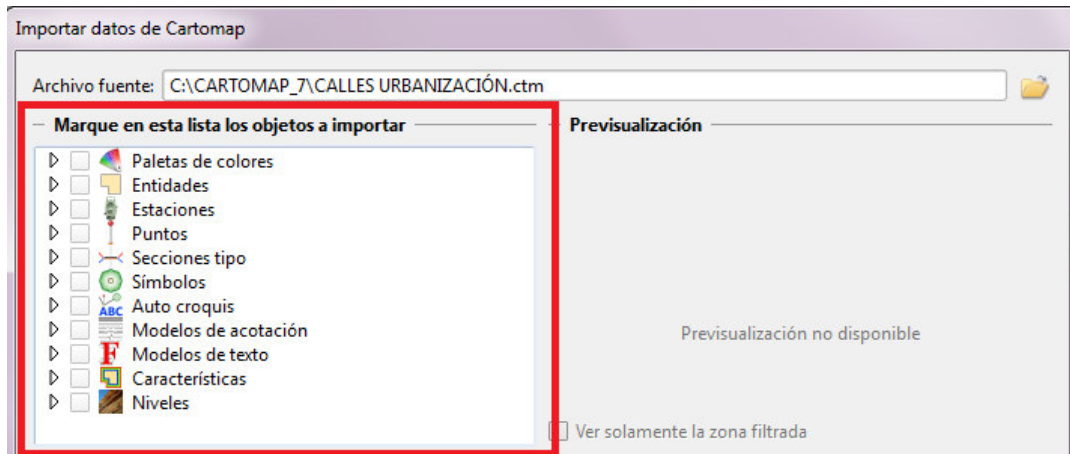 Importar datos de Cartomap
Archivo fuente: C:\CARTOMAP_7\CALLES URBANIZACIÓN.ctm
Marque en esta lista los objetos a importar
Paletas de colores
Entidades
Estaciones
Puntos
Secciones tipo
Símbolos
ABC Auto croquis
Modelos de acotación
F Modelos de texto
Características
Niveles
Previsualización
Previsualización no disponible
Ver solamente la zona filtrada